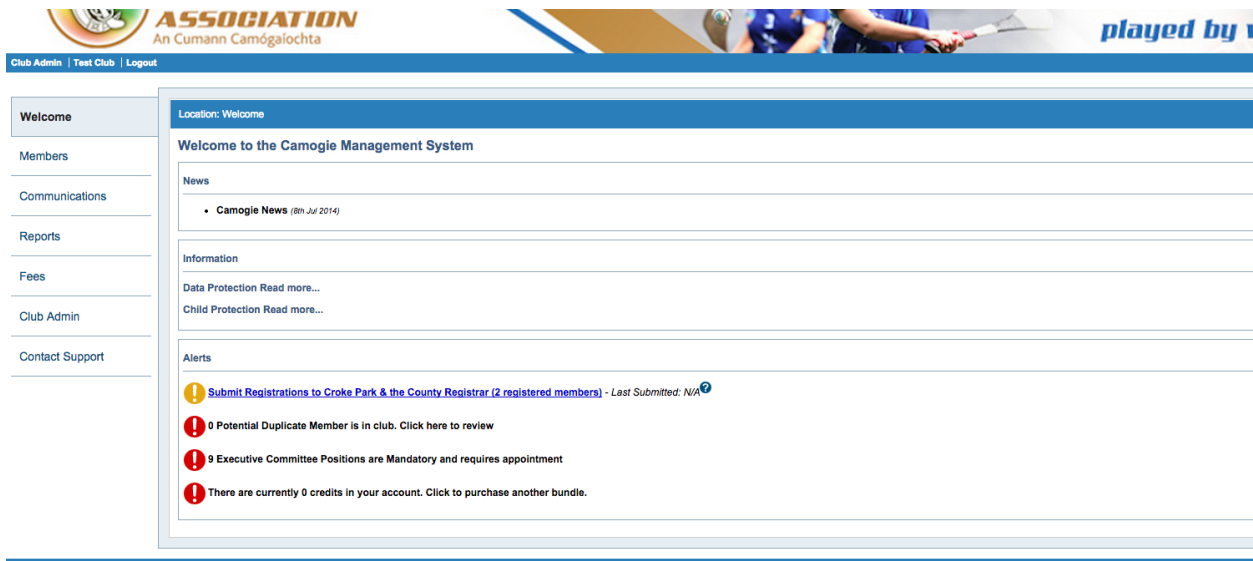 ASSOCIATION
An Cumann Camógaíochta
played by
Club Admin | Test Club | Logout
Welcome
Members
Communications
Reports
Fees
Club Admin
Contact Support
Location: Welcome
Welcome to the Camogie Management System
News
• Camogie News (8th Jul 2014)
Information
Data Protection Read more...
Child Protection Read more...
Alerts
Submit Registrations to Croke Park & the County Registrar (2 registered members) - Last Submitted: N/A
0 Potential Duplicate Member is in club. Click here to review
9 Executive Committee Positions are Mandatory and requires appointment
There are currently 0 credits in your account. Click to purchase another bundle.